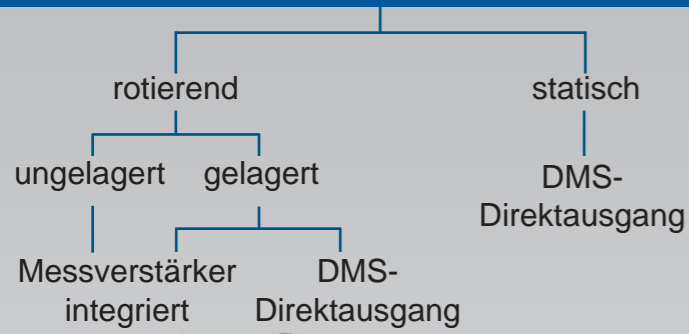 rotierend
statisch
ungelagert
gelagert
DMS-
Direktausgang
Messverstärker
integriert
DMS-
Direktausgang